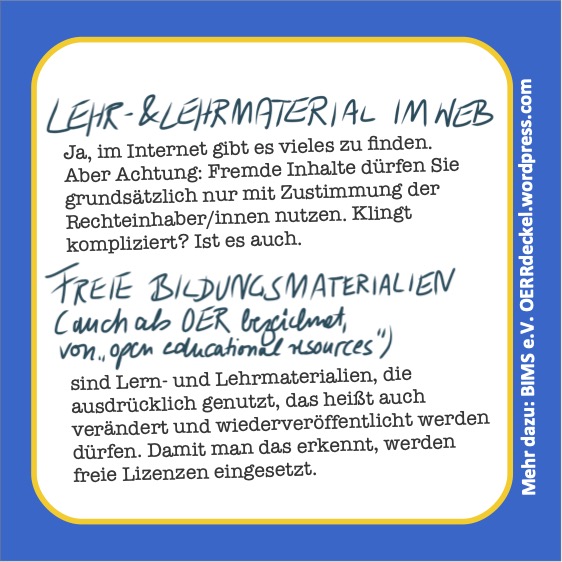 LEHR-&LEHRMATERIAL IM WEB
Ja, im Internet gibt es vieles zu finden.
Aber Achtung: Fremde Inhalte dürfen Sie
grundsätzlich nur mit Zustimmung der
Rechteinhaber/innen nutzen. Klingt
kompliziert? Ist es auch.
FREIE BILDUNGSMATERIALIEN
(auch als OER bezeichnet,
von „open educational resources")
sind Lern- und Lehrmaterialien, die
ausdrücklich genutzt, das heißt auch
verändert und wiederveröffentlicht werden
dürfen. Damit man das erkennt, werden
freie Lizenzen eingesetzt.
Mehr dazu: BIMS e.V. OERRdeckel.wordpress.com